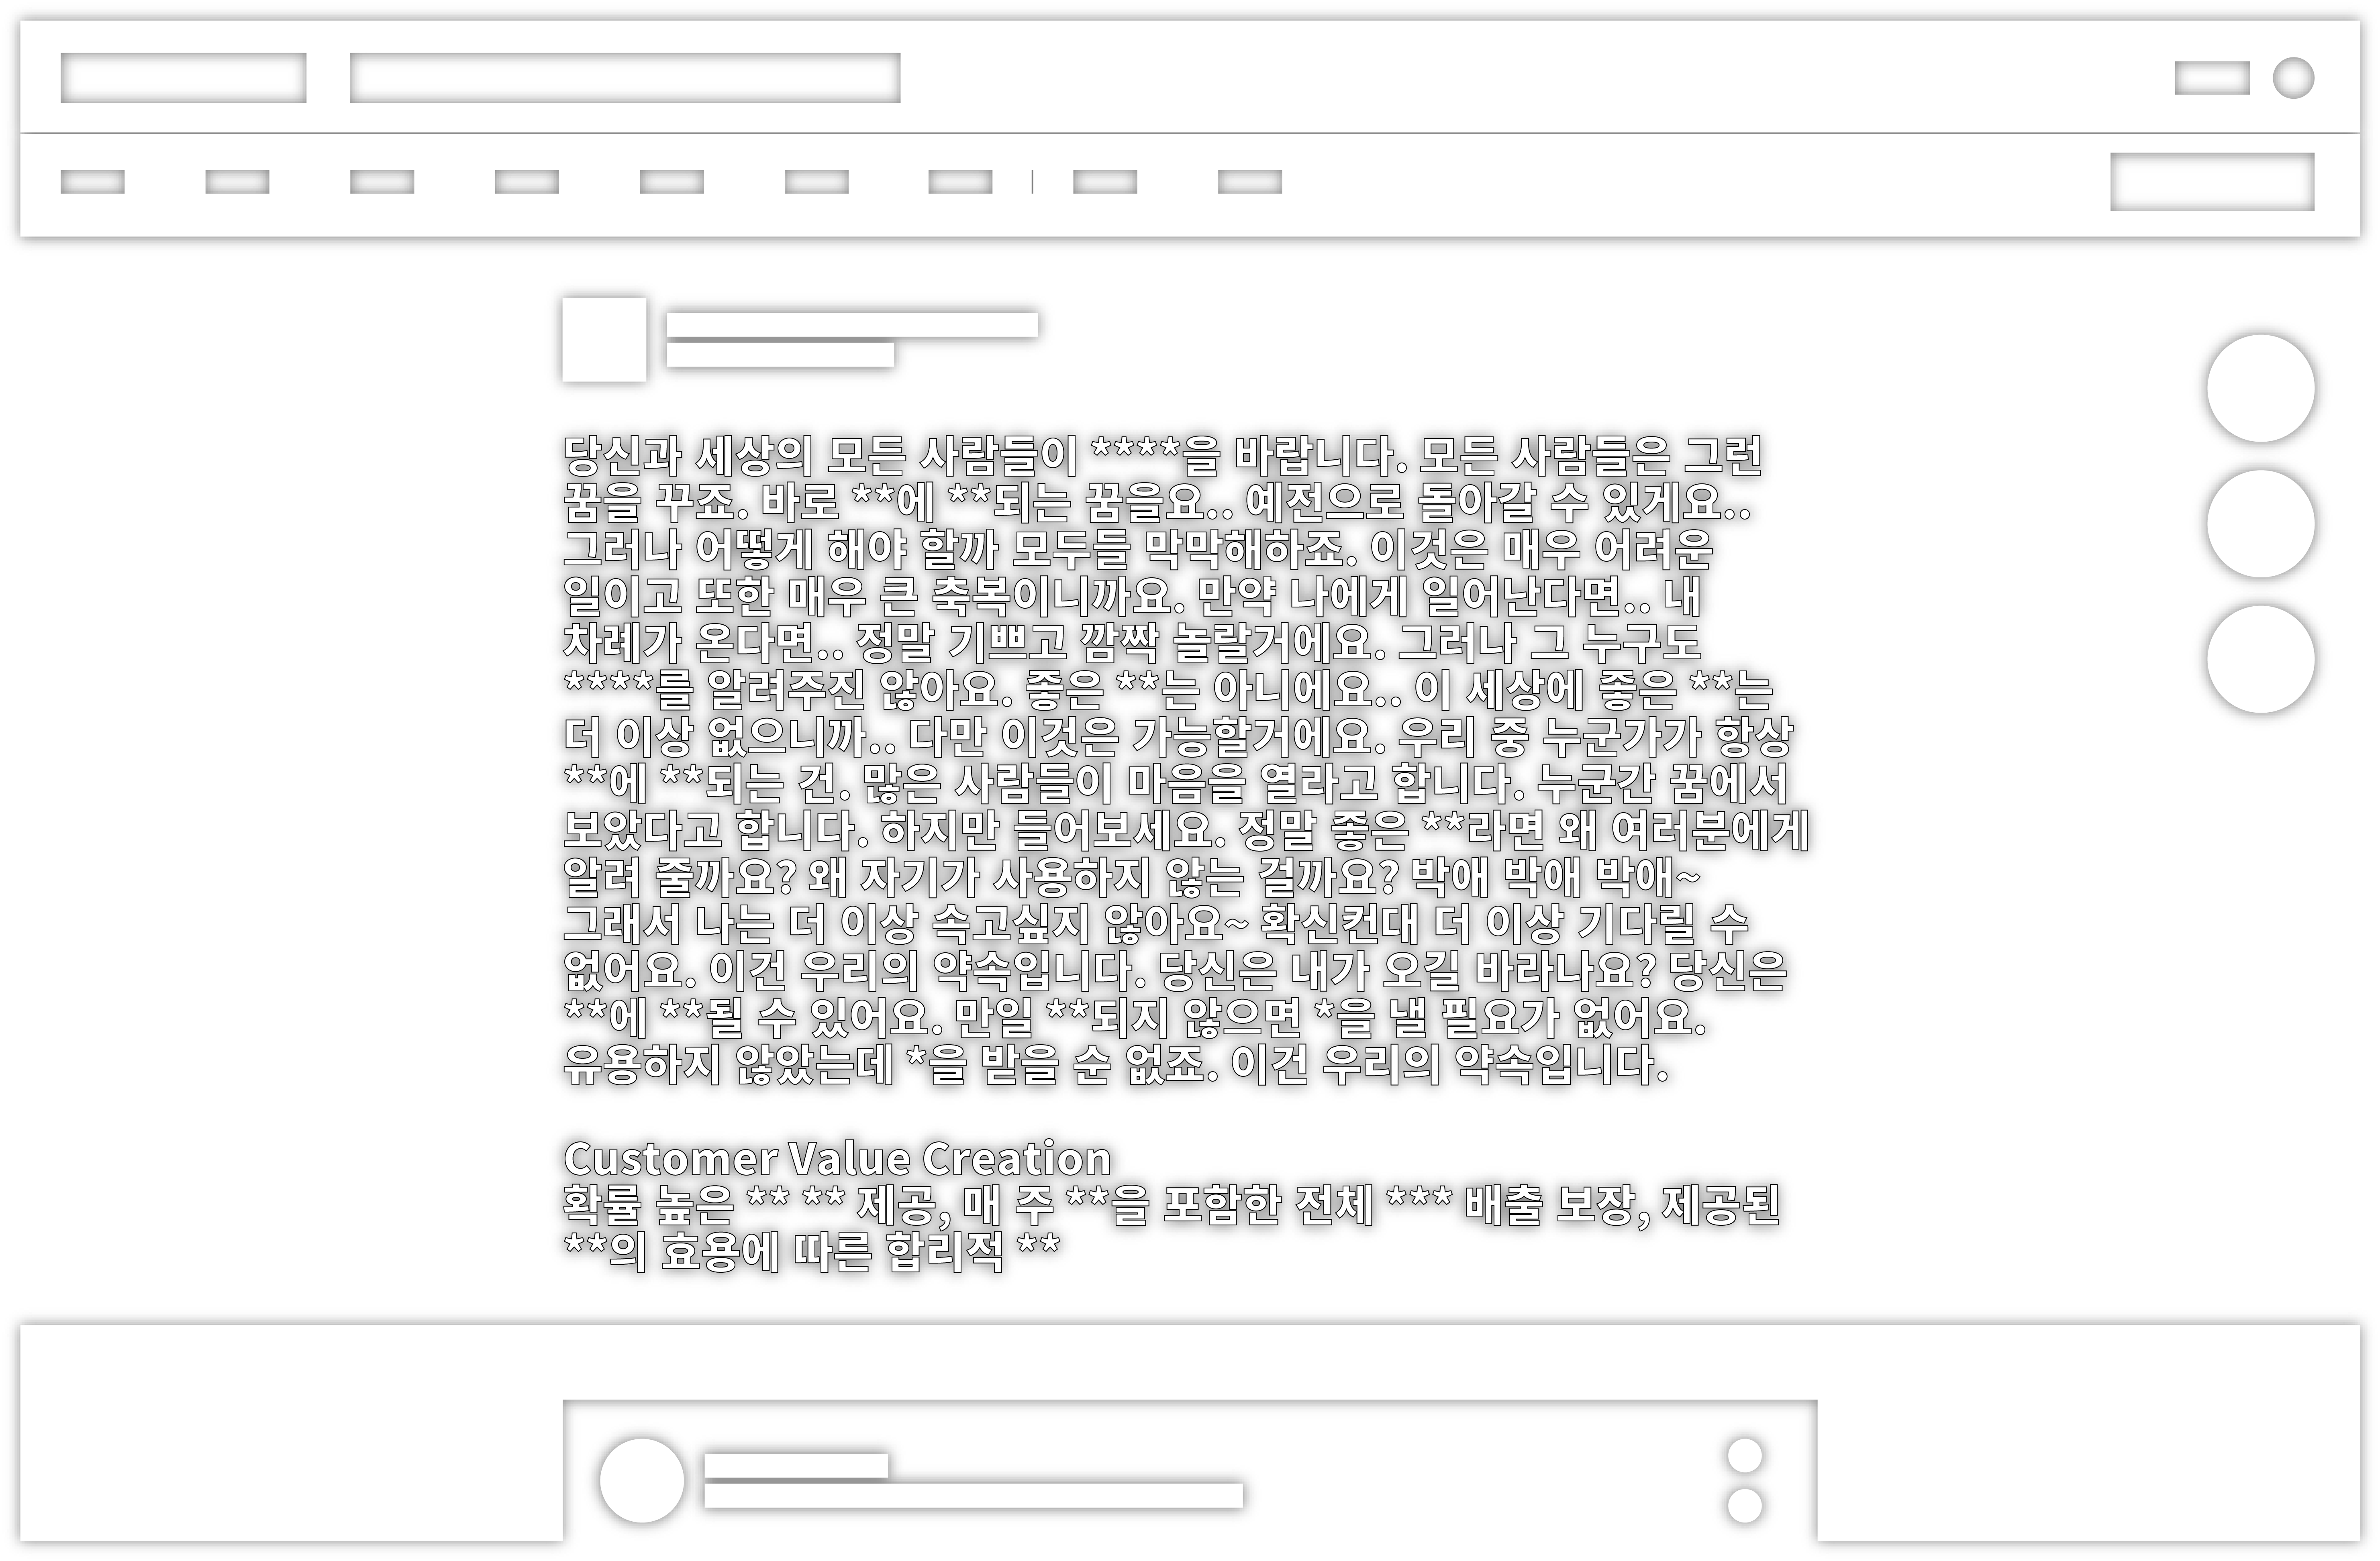 당신과 세상의 모든 사람들이 ****을 바랍니다. 모든 사람들은 그런
꿈을 꾸죠. 바로 **에 **되는 꿈을요.. 예전으로 돌아갈 수 있게요..
그러나 어떻게 해야 할까 모두들 막막해하죠. 이것은 매우 어려운
일이고 또한 매우 큰 축복이니까요. 만약 나에게 일어난다면.. 내
차례가 온다면.. 정말 기쁘고 깜짝 놀랄거에요. 그러나 그 누구도
****를 알려주진 않아요. 좋은 **는 아니에요.. 이 세상에 좋은 **는
더 이상 없으니까.. 다만 이것은 가능할거에요. 우리 중 누군가가 항상
**에 **되는 건. 많은 사람들이 마음을 열라고 합니다. 누군간 꿈에서
보았다고 합니다. 하지만 들어보세요. 정말 좋은 **라면 왜 여러분에게
알려 줄까요? 왜 자기가 사용하지 않는 걸까요? 박애 박애 박애~
그래서 나는 더 이상 속고싶지 않아요~ 확신컨대 더 이상 기다릴 수
없어요. 이건 우리의 약속입니다. 당신은 내가 오길 바라나요? 당신은
**에 **될 수 있어요. 만일 **되지 않으면 *을 낼 필요가 없어요.
유용하지 않았는데 *을 받을 순 없죠. 이건 우리의 약속입니다.
Customer Value Creation
확률 높은 ** ** 제공, 매 주 **을 포함한 전체 *** 배출 보장, 제공된
**의 효용에 따른 합리적 **